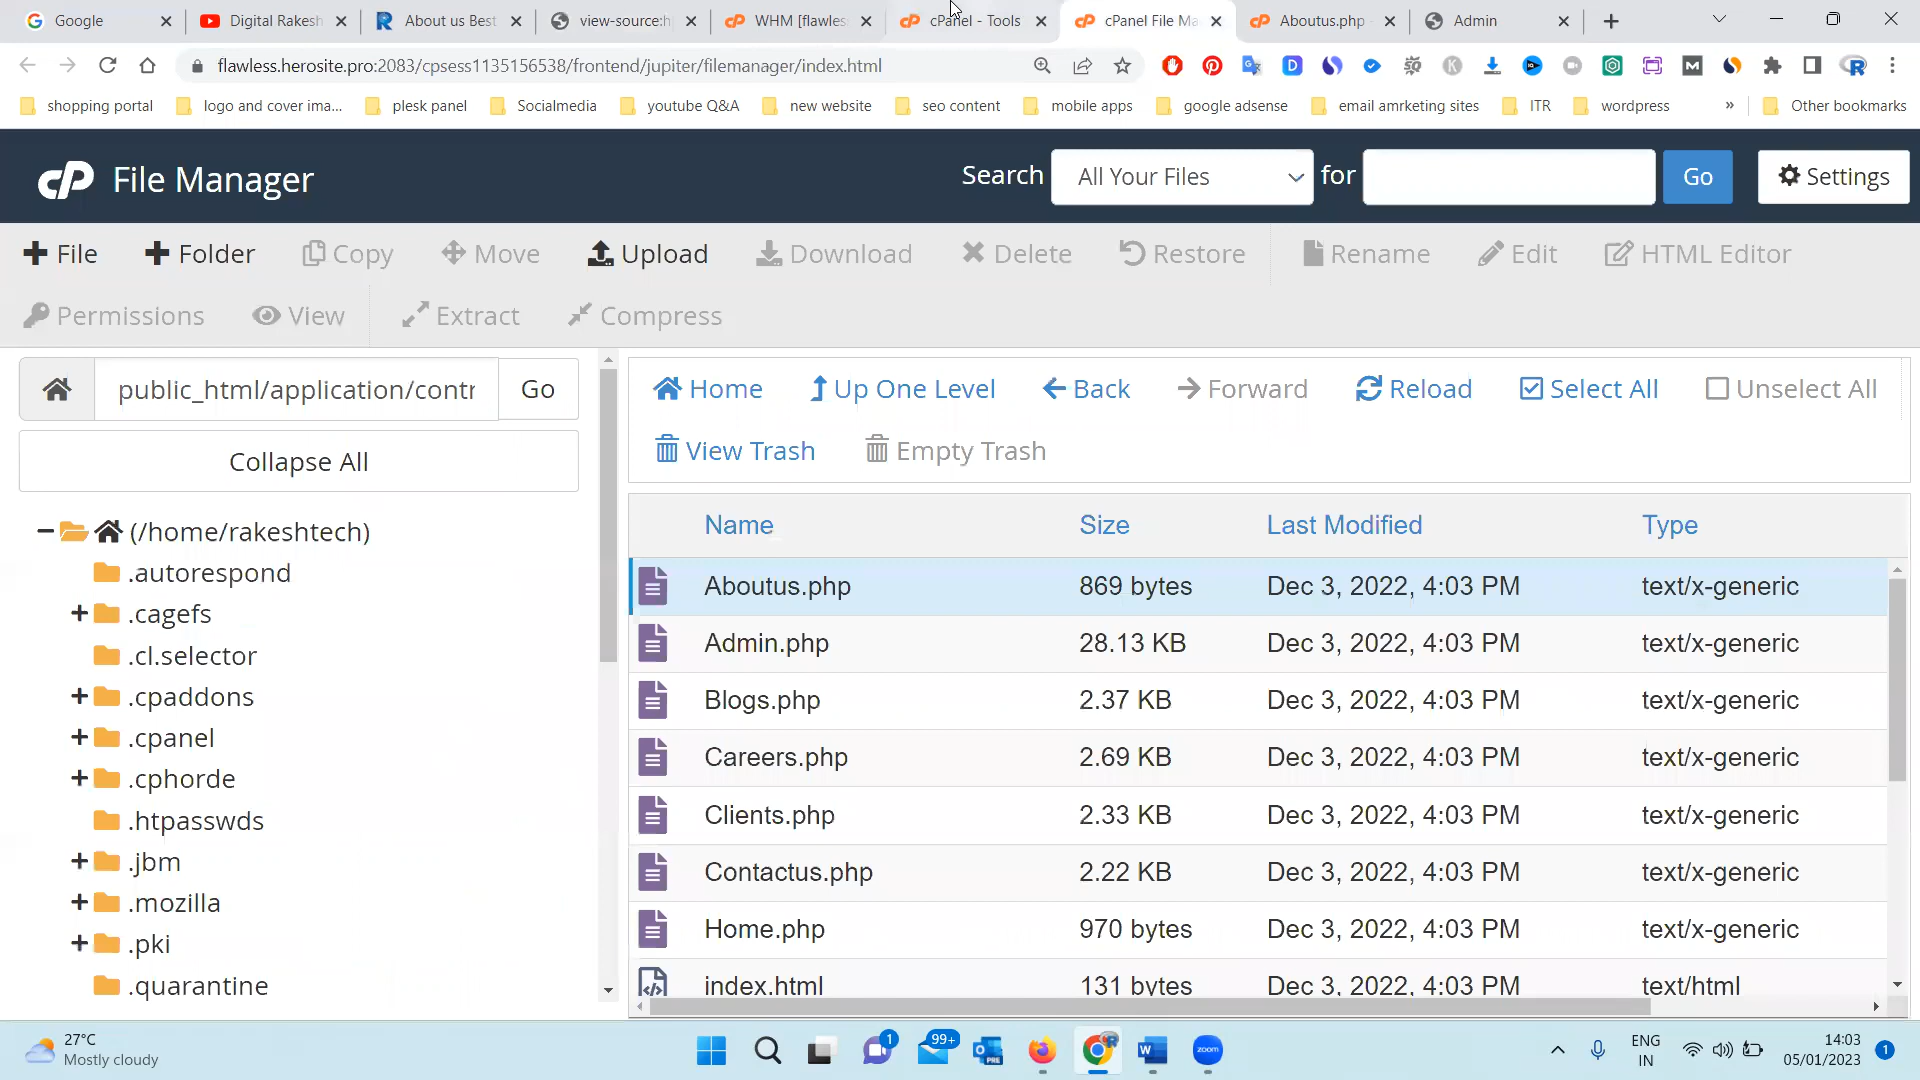 Google
Digital Rakesh
About us Best
view-source:h
WHM [flawles
cPanel - Tools
cPanel File Ma
Aboutus.php
Admin
flawless.herosite.pro:2083/cpsess1135156538/frontend/jupiter/filemanager/index.html
shopping portal
logo and cover ima...
plesk panel
Socialmedia
youtube Q&A
new website
seo content
mobile apps
google adsense
email amrketing sites
ITR
wordpress
»
Other bookmarks
cP File Manager
Search
All Your Files
for
Go
Settings
File
Folder
Copy
Move
Upload
Download
Delete
Restore
Rename
Edit
HTML Editor
Permissions
View
Extract
Compress
public_html/application/contr
Go
Collapse All
(/home/rakeshtech)
.autorespond
.cagefs
.cl.selector
.cpaddons
.cpanel
.cphorde
.htpasswds
.jbm
.mozilla
.pki
.quarantine
Home
Up One Level
Back
Forward
Reload
Select All
Unselect All
View Trash
Empty Trash
Name Size Last Modified Type
Aboutus.php 869 bytes Dec 3, 2022, 4:03 PM text/x-generic
Admin.php 28.13 KB Dec 3, 2022, 4:03 PM text/x-generic
Blogs.php 2.37 KB Dec 3, 2022, 4:03 PM text/x-generic
Careers.php 2.69 KB Dec 3, 2022, 4:03 PM text/x-generic
Clients.php 2.33 KB Dec 3, 2022, 4:03 PM text/x-generic
Contactus.php 2.22 KB Dec 3, 2022, 4:03 PM text/x-generic
Home.php 970 bytes Dec 3, 2022, 4:03 PM text/x-generic
index.html 131 bytes Dec 3, 2022, 4:03 PM text/html
27°C
Mostly cloudy
1
99+
zoom
ENG
IN
14:03
05/01/2023
1